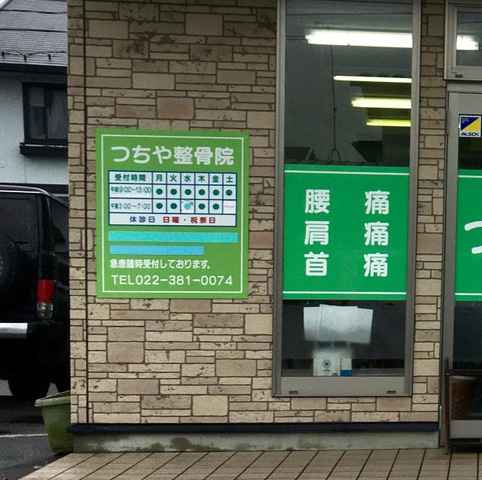 つちや整骨院
受付時間 月 火 水 木 金 土
午前9:00~13:00 ● ● ● ● ● ●
午後3:00~7:00 ● ● ● ●
休診日 日曜・祝祭日
急患随時受付しております。
TEL022-381-0074
腰痛
肩痛
首痛
つ
ALSOK